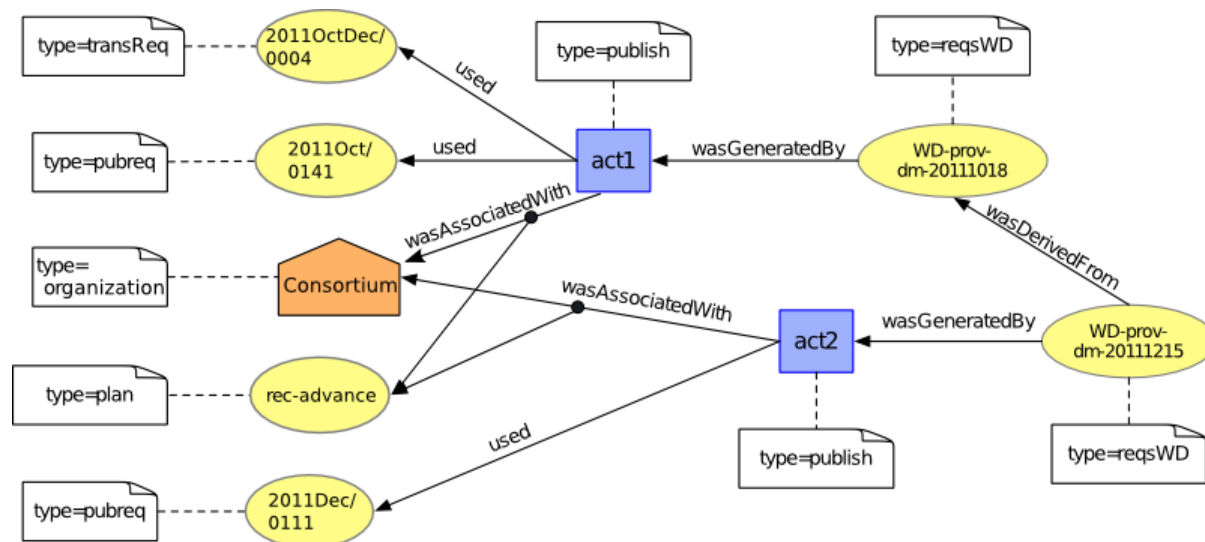 type=transReq
2011OctDec/
0004
used
type=publish
type=reqsWD
type=pubreq
2011Oct/
0141
used
act1
wasGeneratedBy
WD-prov-
dm-20111018
wasAssociatedWith
wasDerivedFrom
type=
organization
Consortium
wasAssociatedWith
act2
wasGeneratedBy
WD-prov-
dm-20111215
type=plan
rec-advance
used
type=publish
type=reqsWD
type=pubreq
2011Dec/
0111